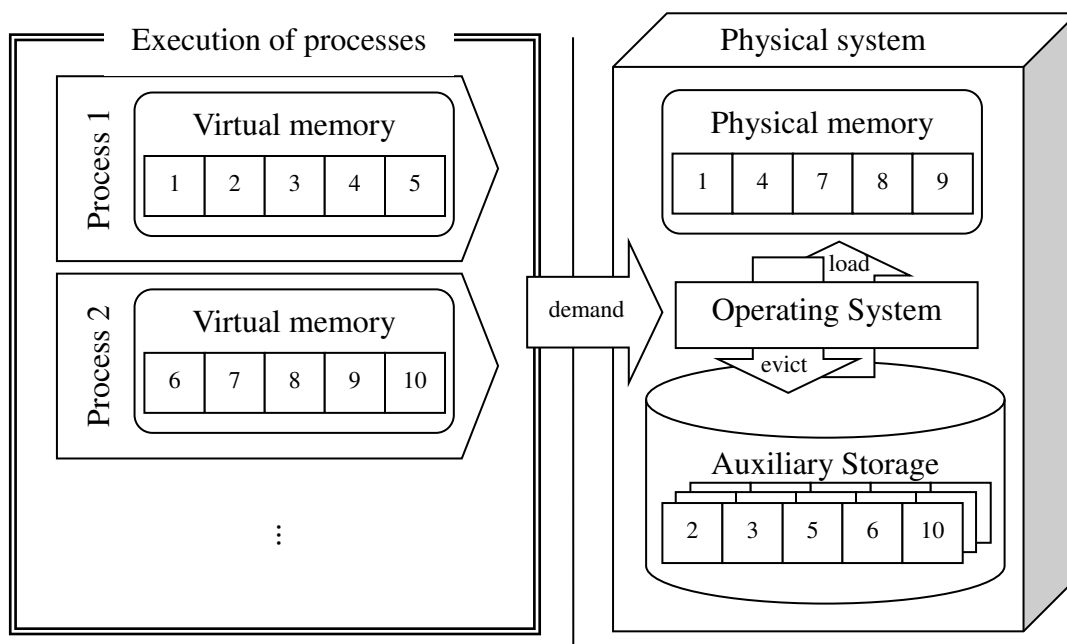 Execution of processes
Process 1
Virtual memory
1 2 3 4 5
Process 2
Virtual memory
6 7 8 9 10
⋮
demand
Physical system
Physical memory
1 4 7 8 9
load
Operating System
evict
Auxiliary Storage
2 3 5 6 10